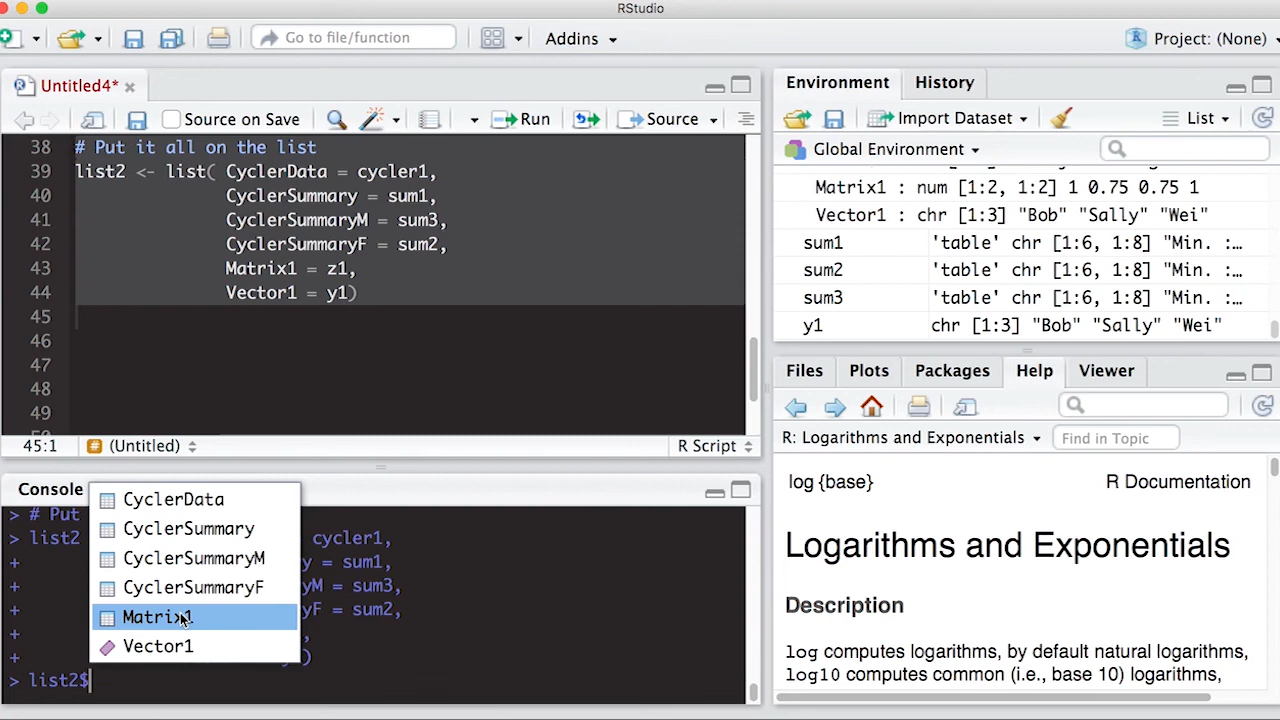 RStudio
Go to file/function
Addins
Project: (None)
Untitled4*
Source on Save
Run
Source
38 # Put it all on the list
39 list2 <- list( CyclerData = cycler1,
40 CyclerSummary = sum1,
41 CyclerSummaryM = sum3,
42 CyclerSummaryF = sum2,
43 Matrix1 = z1,
44 Vector1 = y1)
45
46
47
48
49
45:1 (Untitled) R Script
Console
> # Put
> list2 cycler1,
+ y = sum1,
+ yM = sum3,
+ yF = sum2,
+ ,
+ )
> list2$
CyclerData
CyclerSummary
CyclerSummaryM
CyclerSummaryF
Matrix1
Vector1
Environment History
Import Dataset List
Global Environment
Matrix1 : num [1:2, 1:2] 1 0.75 0.75 1
Vector1 : chr [1:3] "Bob" "Sally" "Wei"
sum1 'table' chr [1:6, 1:8] "Min. :…
sum2 'table' chr [1:6, 1:8] "Min. :…
sum3 'table' chr [1:6, 1:8] "Min. :…
y1 chr [1:3] "Bob" "Sally" "Wei"
Files Plots Packages Help Viewer
R: Logarithms and Exponentials Find in Topic
log {base} R Documentation
Logarithms and Exponentials
Description
log computes logarithms, by default natural logarithms,
log10 computes common (i.e., base 10) logarithms,